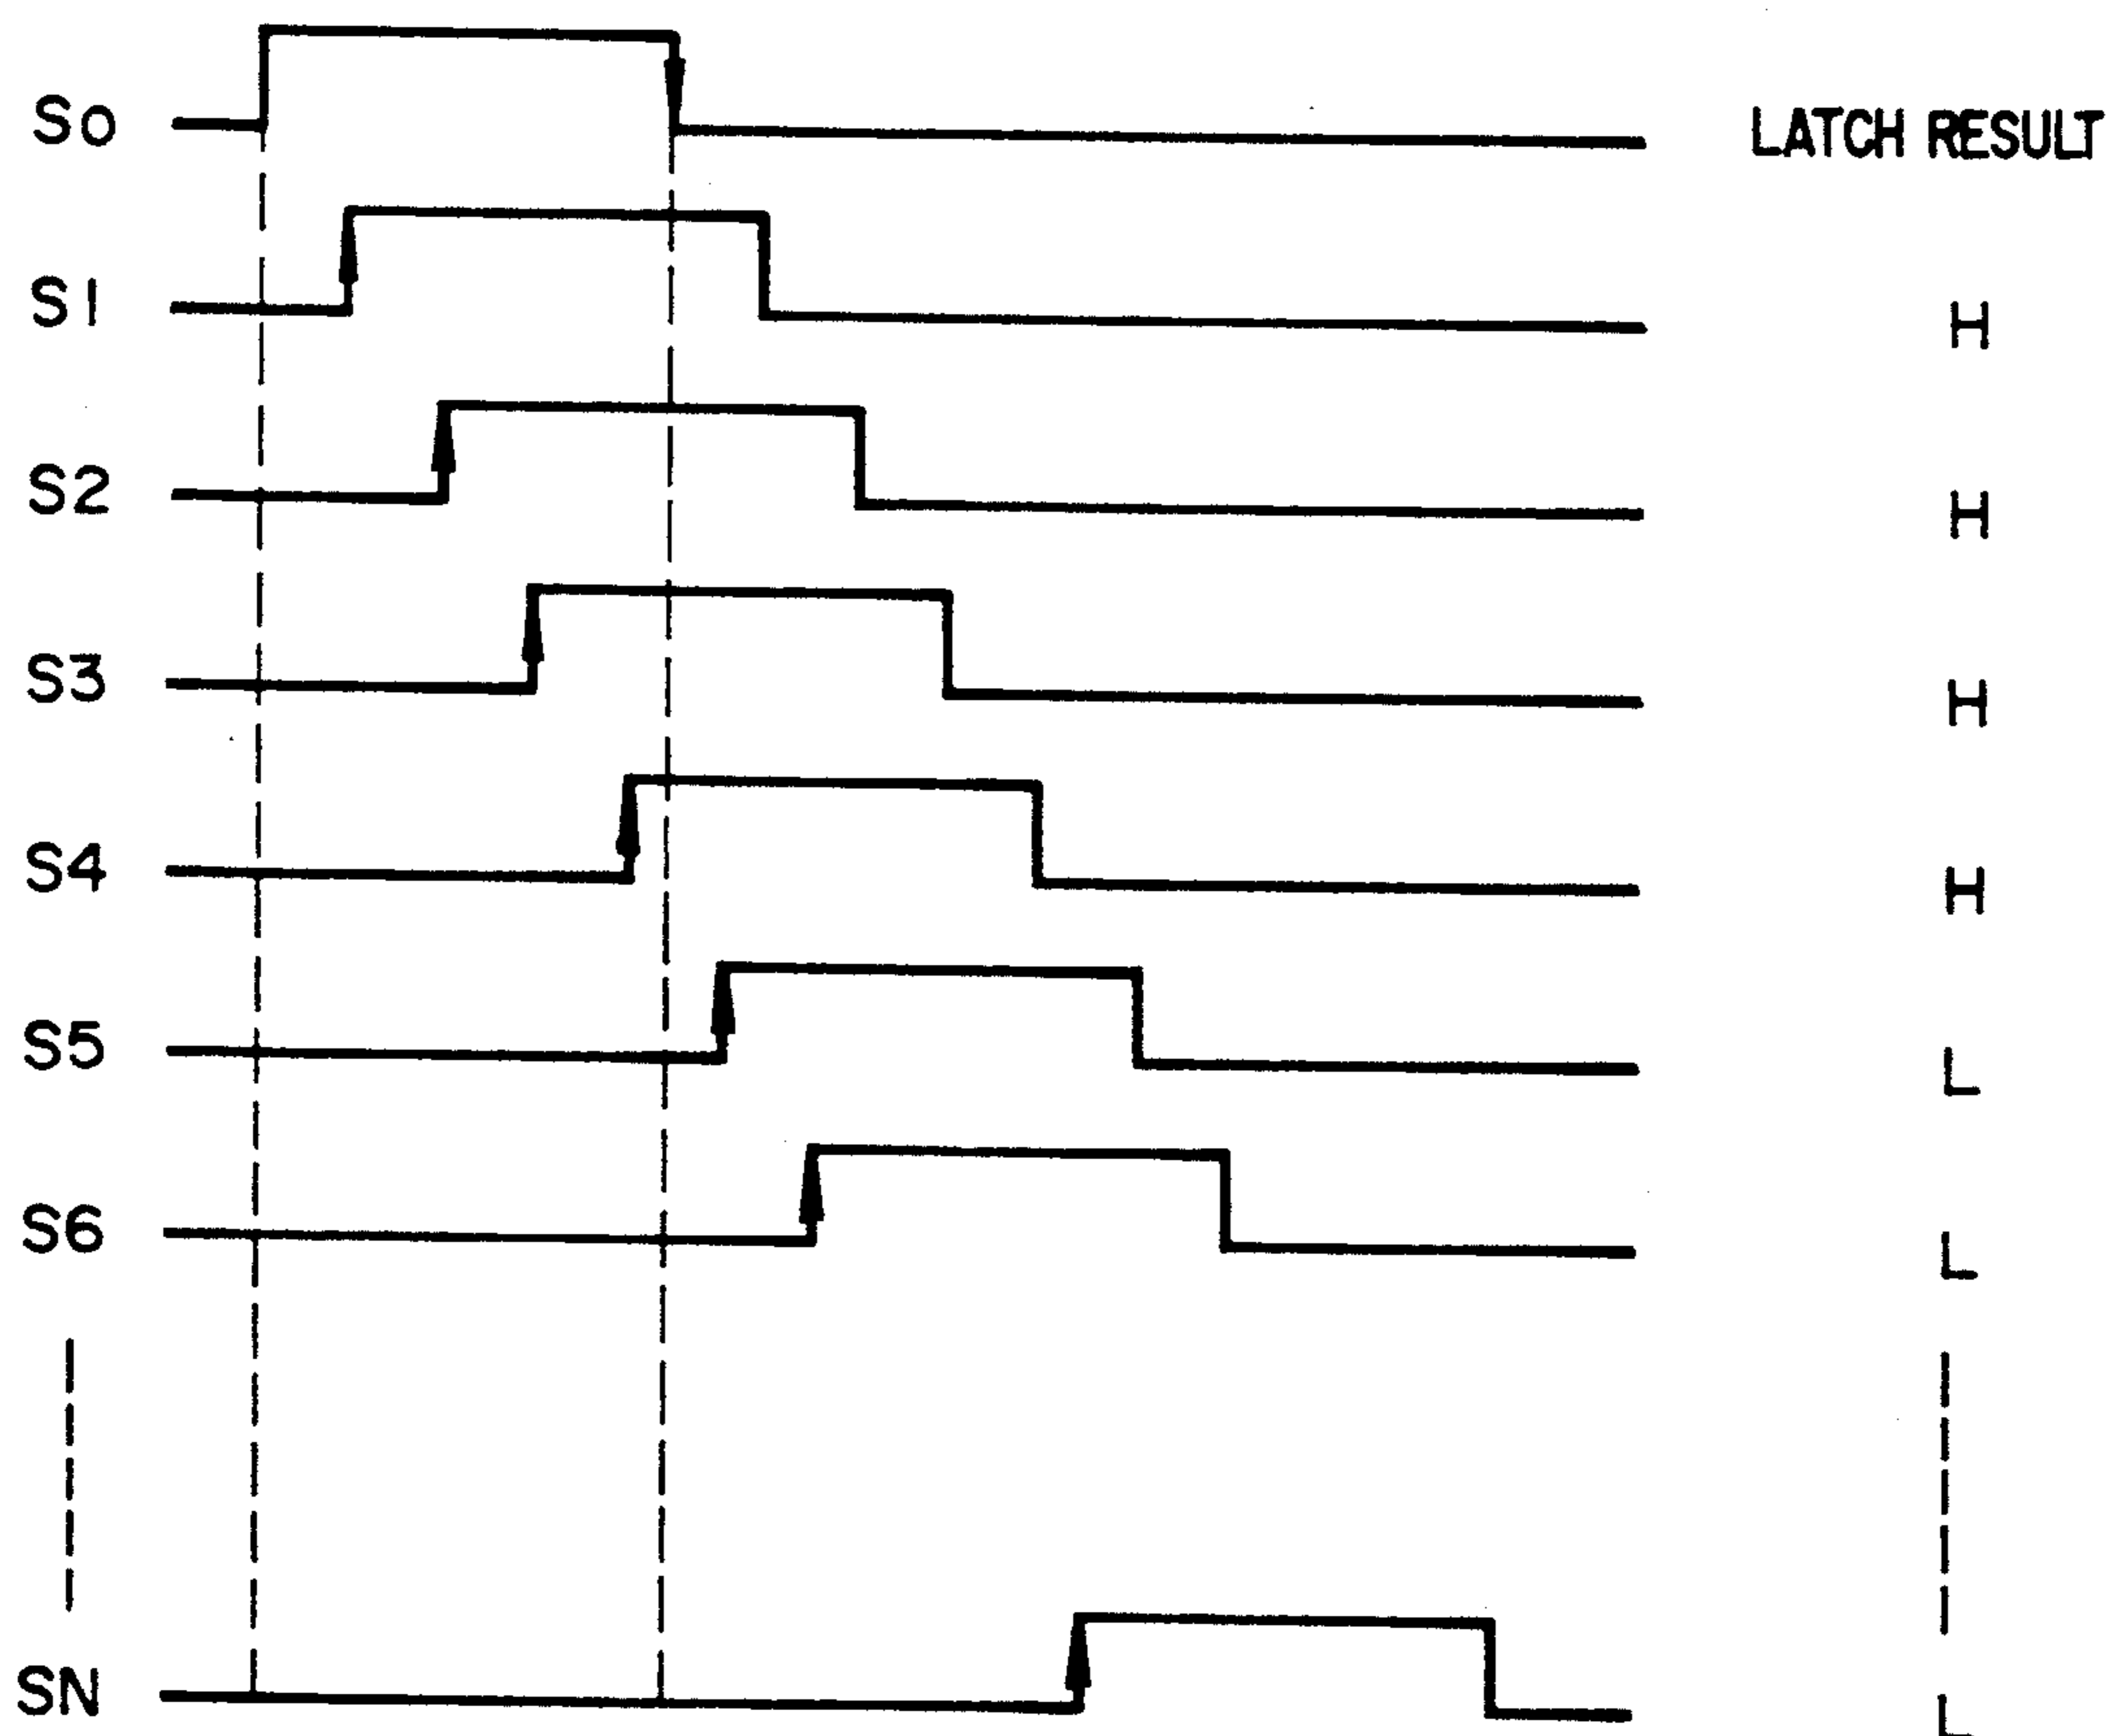 So LATCH RESULT
S1 H
S2 H
S3 H
S4 H
S5 L
S6 L
SN L